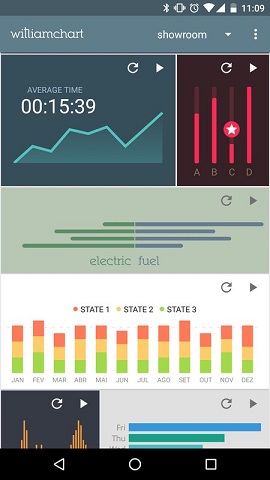 11:09
williamchart
showroom
AVERAGE TIME
00:15:39
A B C D
electric fuel
STATE 1 STATE 2 STATE 3
JAN FEV MAR ABR MAI JUN JUL AGO SET OUT NOV DEZ
Fri
Thu
Wed